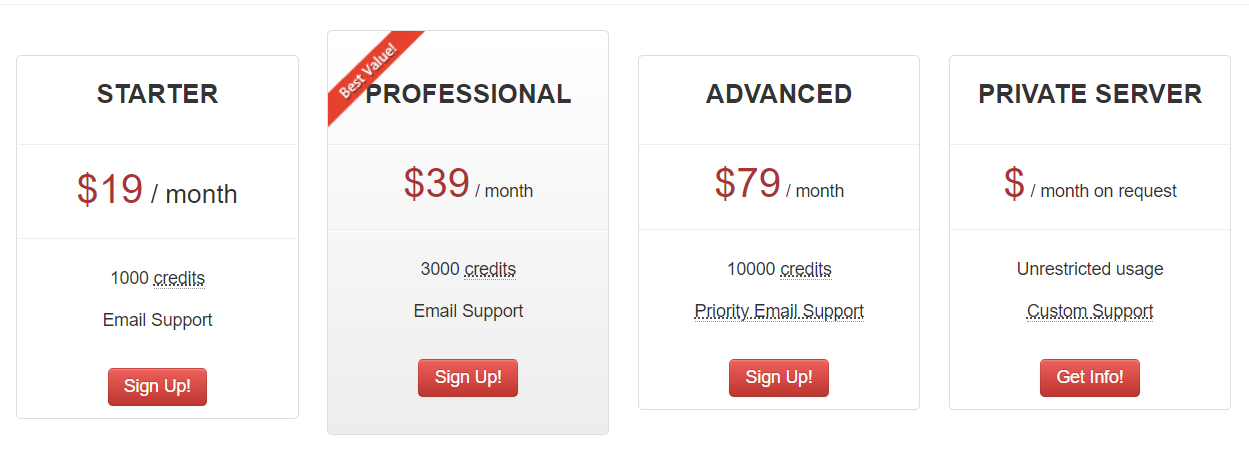 STARTER
$19 / month
1000 credits
Email Support
Sign Up!
Best Value!
PROFESSIONAL
$39 / month
3000 credits
Email Support
Sign Up!
ADVANCED
$79 / month
10000 credits
Priority Email Support
Sign Up!
PRIVATE SERVER
$ / month on request
Unrestricted usage
Custom Support
Get Info!